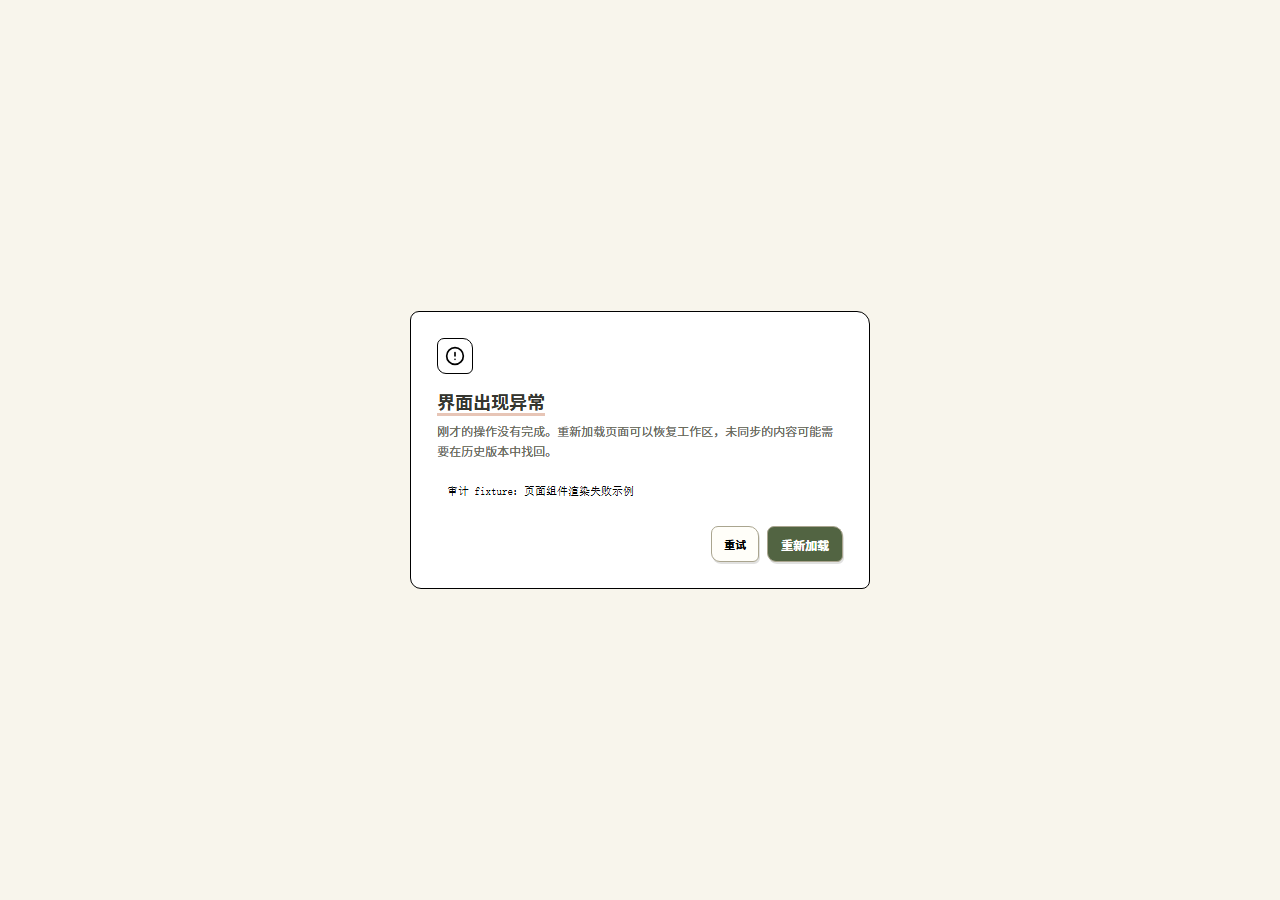 界面出现异常
刚才的操作没有完成。重新加载页面可以恢复工作区，未同步的内容可能需
要在历史版本中找回。
审计 fixture: 页面组件渲染失败示例
重试
重新加载